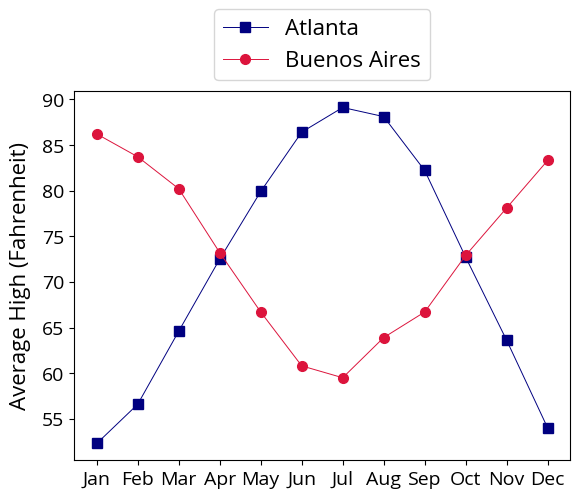 Atlanta
Buenos Aires
Average High (Fahrenheit)
90
85
80
75
70
65
60
55
Jan Feb Mar Apr May Jun Jul Aug Sep Oct Nov Dec